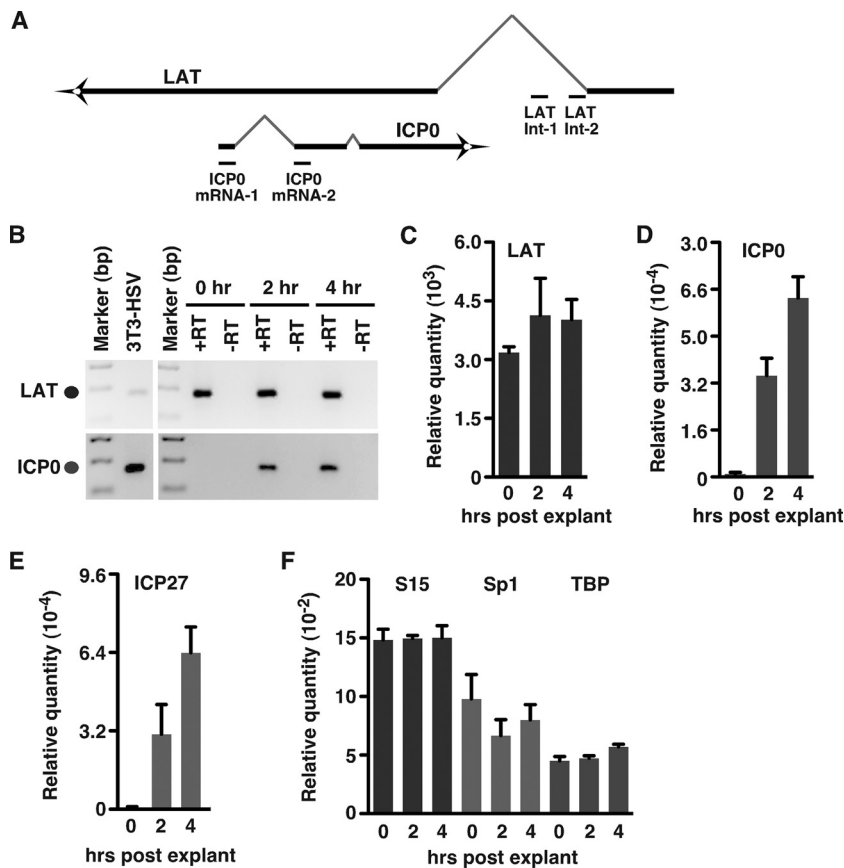 A
LAT
LAT
Int-1
LAT
Int-2
ICP0
ICP0
mRNA-1
ICP0
mRNA-2
B
Marker (bp)
3T3-HSV
Marker (bp)
0 hr
2 hr
4 hr
+RT
-RT
+RT
-RT
+RT
-RT
LAT
ICP0
C
LAT
Relative quantity (10³)
6.0
4.5
3.0
1.5
0
0 2 4
hrs post explant
D
ICP0
Relative quantity (10⁻⁴)
3.0
6.6
5.0
3.2
1.6
0
0 2 4
hrs post explant
E
ICP27
Relative quantity (10⁻⁴)
9.6
6.4
3.2
0
0 2 4
hrs post explant
F
S15 Sp1 TBP
Relative quantity (10⁻²)
20
15
10
5
0
0 2 4 0 2 4 0 2 4
hrs post explant